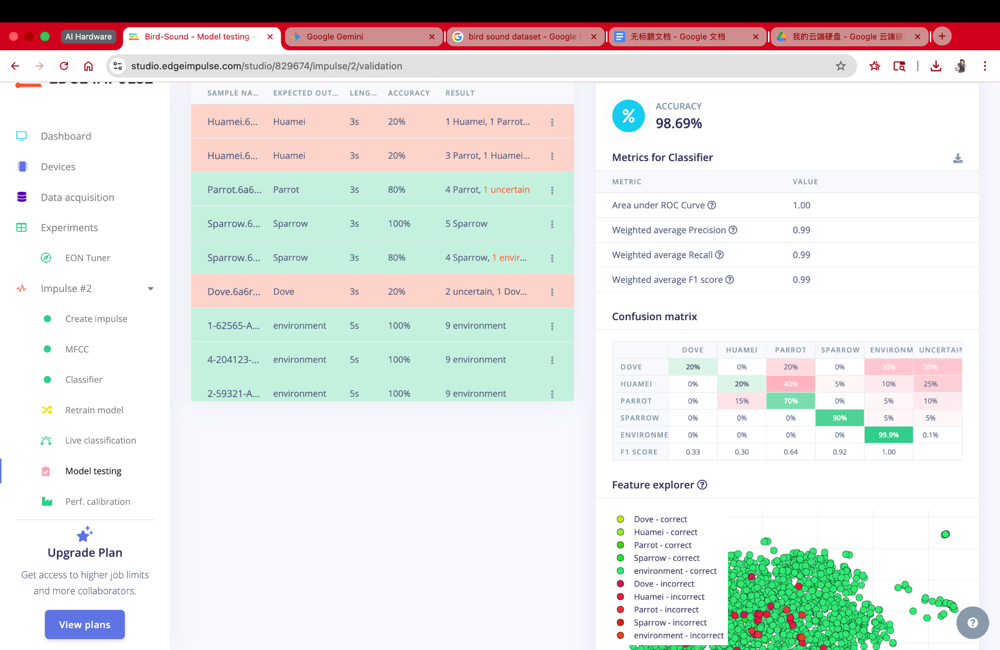 AI Hardware
Bird-Sound - Model testing -
Google Gemini
bird sound dataset - Google
无标题文档 - Google 文档
我的云端硬盘 - Google 云端硬
studio.edgeimpulse.com/studio/829674/impulse/2/validation
EDGE IMPULSE
Dashboard
Devices
Data acquisition
Experiments
EON Tuner
Impulse #2
Create impulse
MFCC
Classifier
Retrain model
Live classification
Model testing
Perf. calibration
Upgrade Plan
Get access to higher job limits
and more collaborators.
View plans
SAMPLE NA... EXPECTED OUT... LENG... ACCURACY RESULT
Huamei.6... Huamei 3s 20% 1 Huamei, 1 Parrot...
Huamei.6... Huamei 3s 20% 3 Parrot, 1 Huamei...
Parrot.6a6... Parrot 3s 80% 4 Parrot, 1 uncertain
Sparrow.6... Sparrow 3s 100% 5 Sparrow
Sparrow.6... Sparrow 3s 80% 4 Sparrow, 1 envir...
Dove.6a6r... Dove 3s 20% 2 uncertain, 1 Dov...
1-62565-A... environment 5s 100% 9 environment
4-204123-... environment 5s 100% 9 environment
2-59321-A... environment 5s 100% 9 environment
%
ACCURACY
98.69%
Metrics for Classifier
METRIC VALUE
Area under ROC Curve ? 1.00
Weighted average Precision ? 0.99
Weighted average Recall ? 0.99
Weighted average F1 score ? 0.99
Confusion matrix
DOVE HUAMEI PARROT SPARROW ENVIRONM UNCERTAIN
DOVE 20% 0% 20% 0% 30% 30%
HUAMEI 0% 20% 40% 5% 10% 25%
PARROT 0% 15% 70% 0% 5% 10%
SPARROW 0% 0% 0% 90% 5% 5%
ENVIRONME 0% 0% 0% 0% 99.9% 0.1%
F1 SCORE 0.33 0.30 0.64 0.92 1.00
Feature explorer ?
Dove - correct
Huamei - correct
Parrot - correct
Sparrow - correct
environment - correct
Dove - incorrect
Huamei - incorrect
Parrot - incorrect
Sparrow - incorrect
environment - incorrect
?